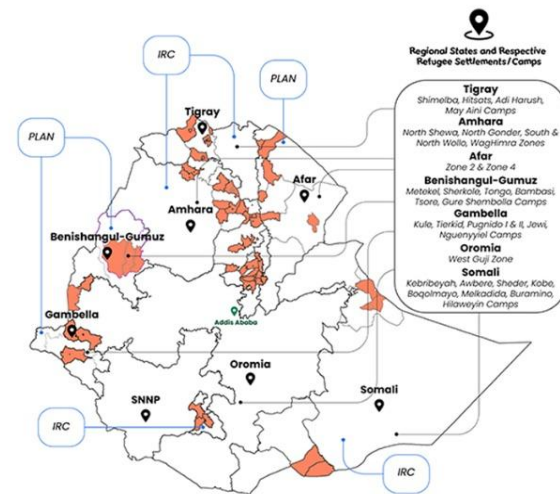 Regional States and Respective
Refugee Settlements/Camps
Tigray
Shimelba, Hitsats, Adi Harush,
May Aini Camps
Amhara
North Shewa, North Gonder, South &
North Wollo, WagHimra Zones
Afar
Zone 2 & Zone 4
Benishangul-Gumuz
Metekel, Sherkole, Tongo, Bambasi,
Tsore, Gure Shembolla Camps
Gambella
Kule, Tierkid, Pugnido I & II, Jewi,
Nguenyyiel Camps
Oromia
West Guji Zone
Somali
Kebribeyah, Awbere, Sheder, Kobe,
Boqolmayo, Melkadida, Buramino,
Hilaweyin Camps
IRC
PLAN
Tigray
PLAN
Afar
Amhara
Benishangul-Gumuz
Addis Ababa
Gambella
Oromia
SNNP
Somali
IRC
IRC